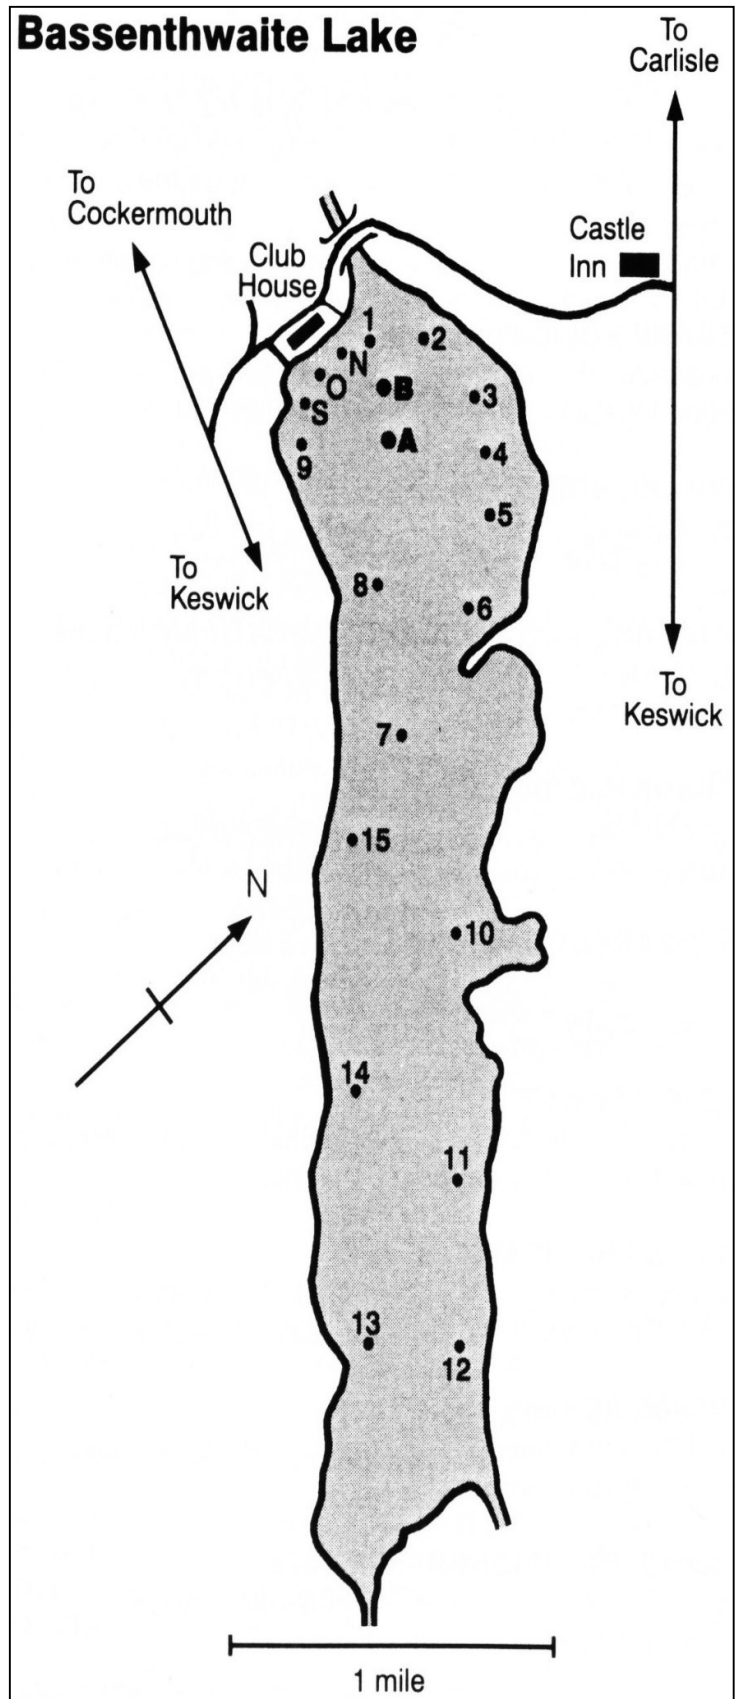 Bassenthwaite Lake
To
Carlisle
To
Cockermouth
Castle
Inn
Club
House
1
2
N
O
B
3
S
A
4
9
5
To
Keswick
8
6
To
Keswick
7
15
N
10
14
11
13
12
1 mile